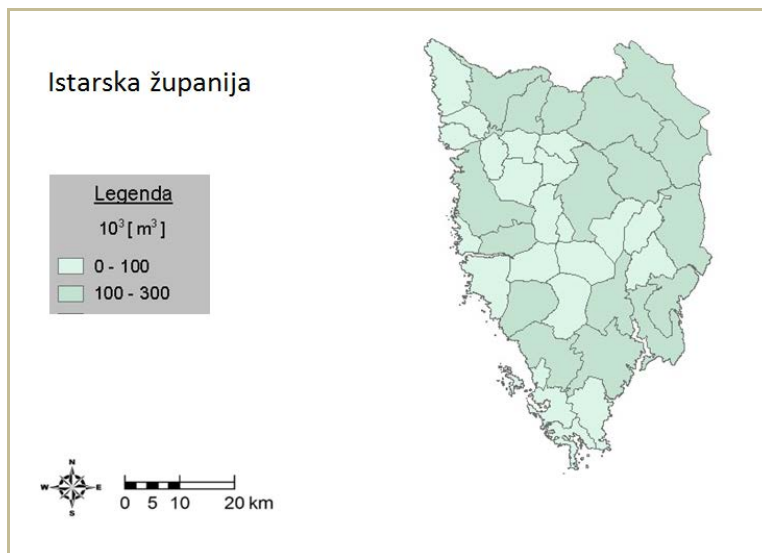 Istarska županija
Legenda
10³ [ m³ ]
0 - 100
100 - 300
N
W E
S
0 5 10 20 km